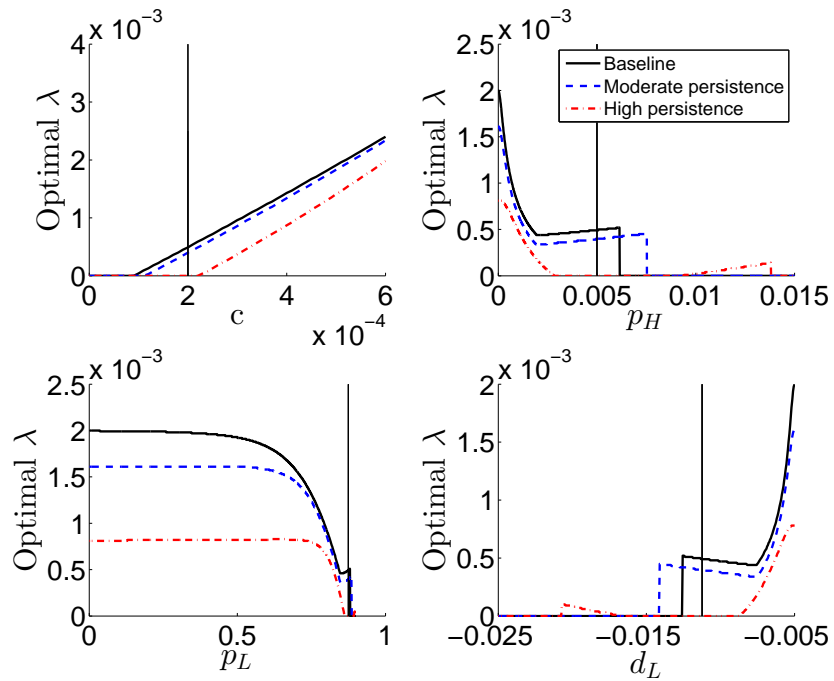 x 10⁻³
4
3
2
1
0
Optimal λ
0 2 4 6
c
x 10⁻⁴
2.5
2
1.5
1
0.5
0
Optimal λ
x 10⁻³
Baseline
Moderate persistence
High persistence
0 0.005 0.01 0.015
p_H
x 10⁻³
2.5
2
1.5
1
0.5
0
Optimal λ
0 0.5 1
p_L
x 10⁻³
2
1.5
1
0.5
0
Optimal λ
−0.025 −0.015 −0.005
d_L